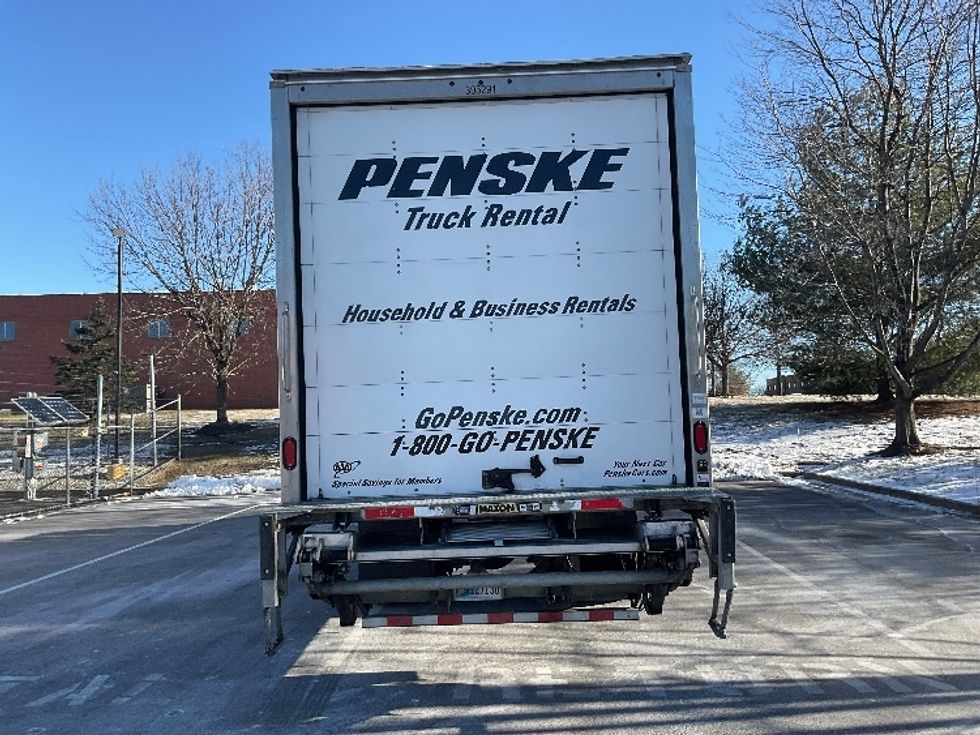 393291
PENSKE
Truck Rental
Household & Business Rentals
GoPenske.com
1-800-GO-PENSKE
AAA
Special Savings for Members
Your Next Car
PenskeCars.com
MAXON